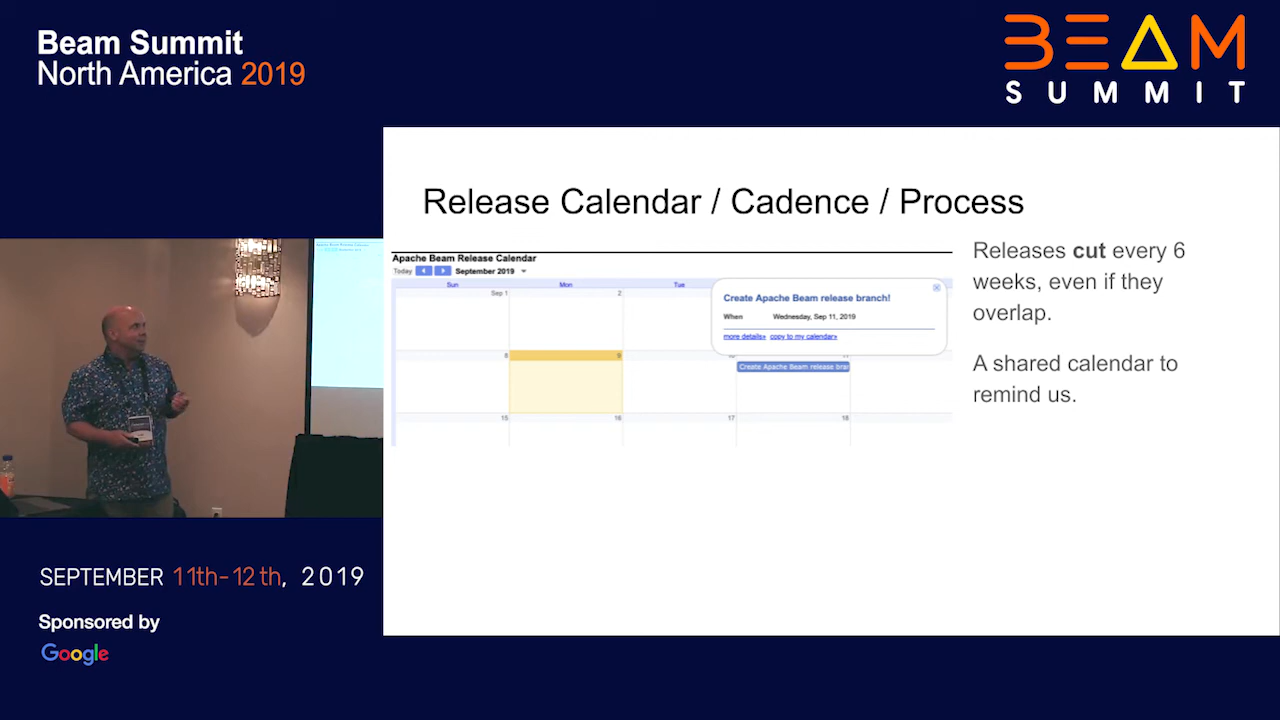 Beam Summit
North America 2019
BEAM
SUMMIT
Release Calendar / Cadence / Process
Apache Beam Release Calendar
Today September 2019
Sun Mon Tue
Sep 1 2
Create Apache Beam release branch!
When Wednesday, Sep 11, 2019
more details» copy to my calendar»
8 9
Create Apache Beam release bran
15 16 17 18
Releases cut every 6
weeks, even if they
overlap.
A shared calendar to
remind us.
SEPTEMBER 11th-12th, 2019
Sponsored by
Google